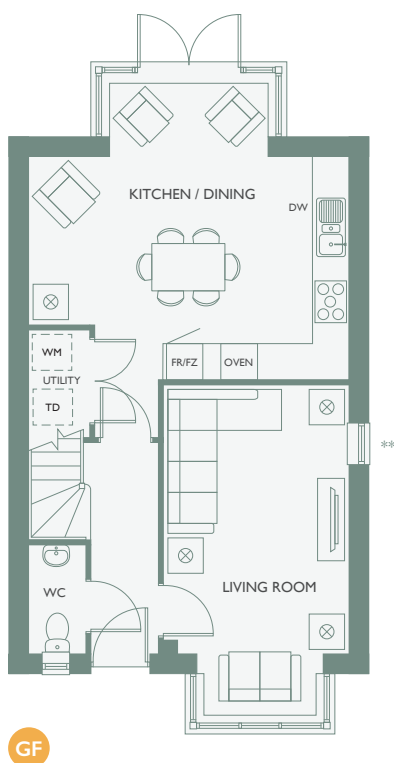 KITCHEN / DINING
DW
WM
FR/FZ
OVEN
UTILITY
TD
**
LIVING ROOM
WC
GF